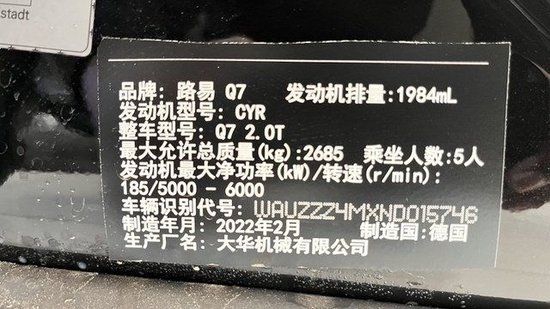 stadt
品牌: 路易 Q7 发动机排量:1984mL
发动机型号: CYR
整车型号: Q7 2.0T
最大允许总质量(kg):2685 乘坐人数:5人
发动机最大净功率(kW)/转速(r/min):
185/5000 - 6000
车辆识别代号: WAUZZZ4MXND015746
制造年月: 2022年2月 制造国:德国
生产厂名: 大华机械有限公司